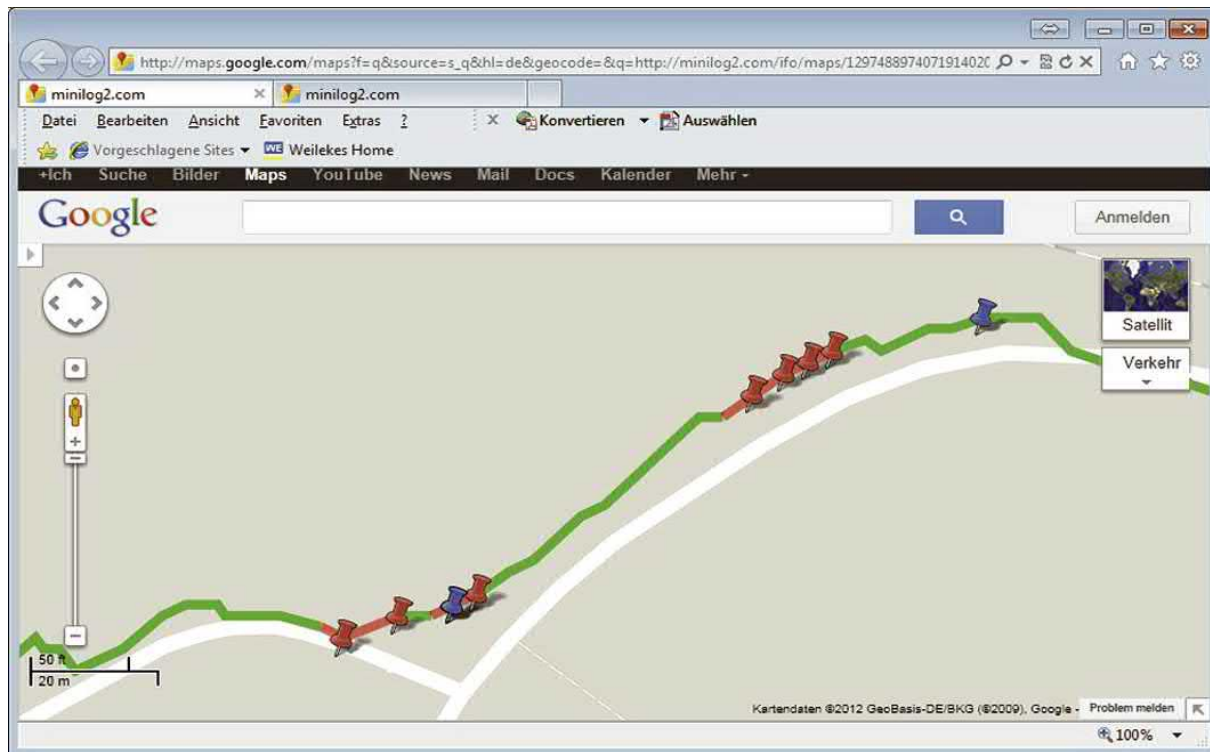 http://maps.google.com/maps?f=q&source=s_q&hl=de&geocode=&q=http://minilog2.com/ifo/maps/129748897407191402C
minilog2.com
minilog2.com
Datei Bearbeiten Ansicht Favoriten Extras ? x Konvertieren Auswählen
Vorgeschlagene Sites WE Weilekes Home
+Ich Suche Bilder Maps YouTube News Mail Docs Kalender Mehr
Google
Anmelden
Satellit
Verkehr
50 ft
20 m
Kartendaten ©2012 GeoBasis-DE/BKG (©2009), Google - Problem melden
100%